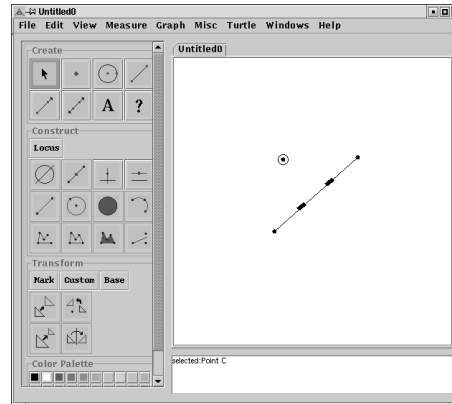 Untitled0
File Edit View Measure Graph Misc Turtle Windows Help
Create
A ?
Construct
Locus
Transform
Mark Custom Base
Color Palette
Untitled0
selected:Point C